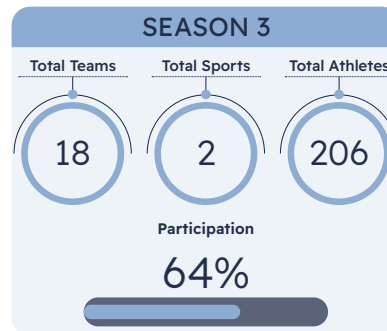 SEASON 3
Total Teams Total Sports Total Athletes
18 2 206
Participation
64%